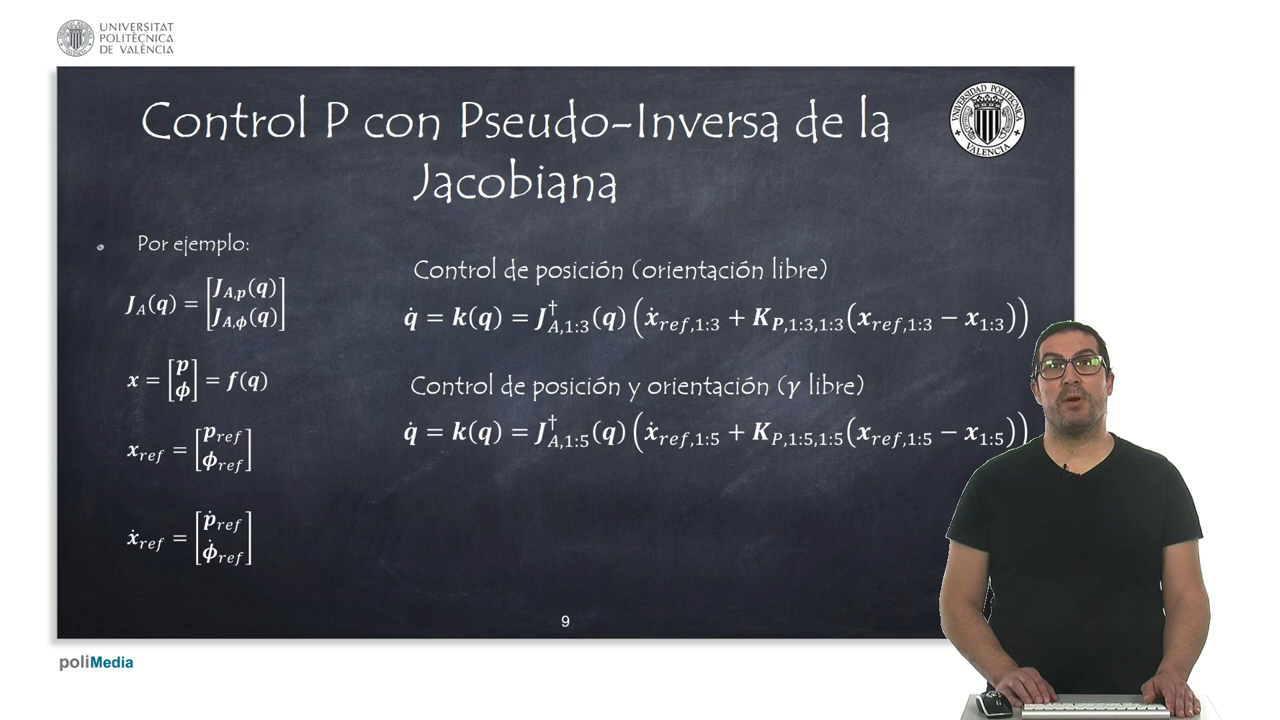 UNIVERSITAT
POLITÈCNICA
DE VALÈNCIA
Control P con Pseudo-Inversa de la
Jacobiana
UNIVERSIDAD POLITECNICA
VALENCIA
Por ejemplo:
J_A(q) = [J_{A,p}(q)
J_{A,ϕ}(q)]
x = [p
ϕ] = f(q)
x_{ref} = [p_{ref}
ϕ_{ref}]
ẋ_{ref} = [ṗ_{ref}
ϕ̇_{ref}]
Control de posición (orientación libre)
q̇ = k(q) = J†_{A,1:3}(q)(ẋ_{ref,1:3} + K_{P,1:3,1:3}(x_{ref,1:3} − x_{1:3}))
Control de posición y orientación (γ libre)
q̇ = k(q) = J†_{A,1:5}(q)(ẋ_{ref,1:5} + K_{P,1:5,1:5}(x_{ref,1:5} − x_{1:5}))
9
poliMedia